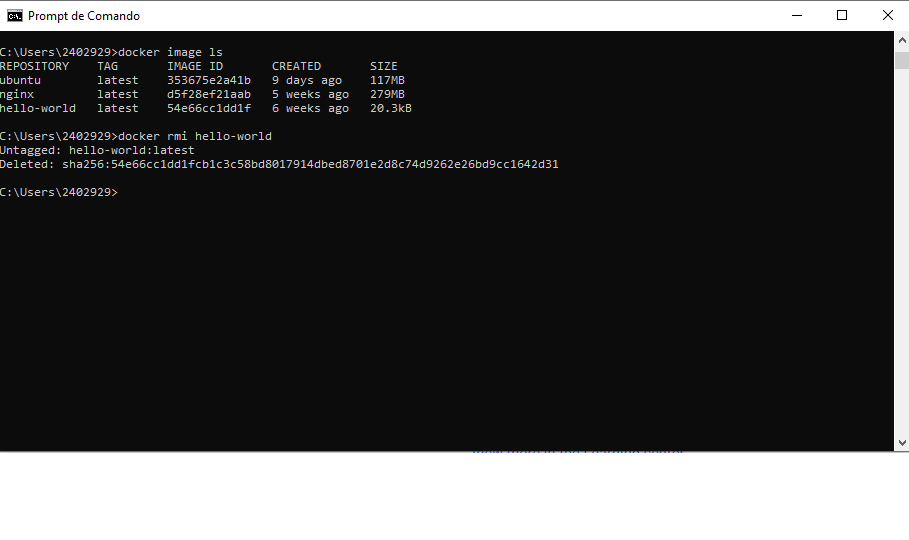 Prompt de Comando
C:\Users\2402929>docker image ls
REPOSITORY TAG IMAGE ID CREATED SIZE
ubuntu latest 353675e2a41b 9 days ago 117MB
nginx latest d5f28ef21aab 5 weeks ago 279MB
hello-world latest 54e66cc1dd1f 6 weeks ago 20.3kB
C:\Users\2402929>docker rmi hello-world
Untagged: hello-world:latest
Deleted: sha256:54e66cc1dd1fcb1c3c58bd8017914dbed8701e2d8c74d9262e26bd9cc1642d31
C:\Users\2402929>